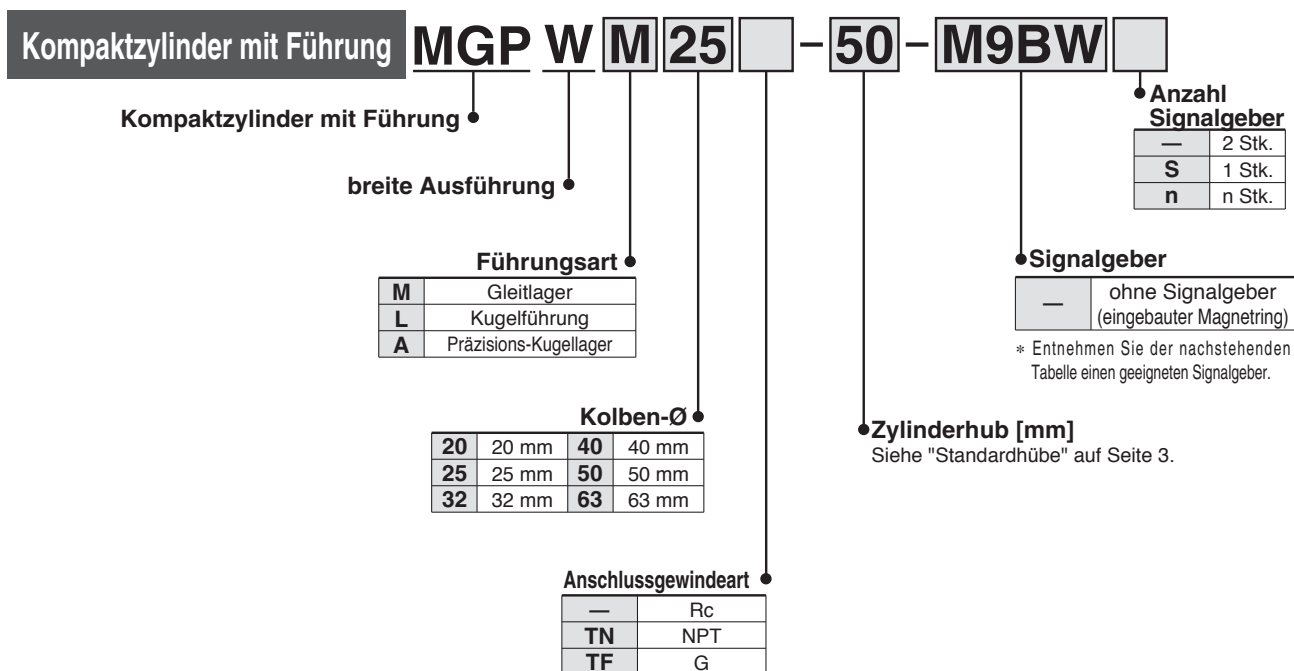 Kompaktzylinder mit Führung MGP W M 25 - 50 - M9BW
Kompaktzylinder mit Führung
breite Ausführung
Führungsart
M Gleitlager
L Kugelführung
A Präzisions-Kugellager
Kolben-Ø
20 20 mm 40 40 mm
25 25 mm 50 50 mm
32 32 mm 63 63 mm
Anschlussgewindeart
— Rc
TN NPT
TF G
Zylinderhub [mm]
Siehe "Standardhübe" auf Seite 3.
Signalgeber
— ohne Signalgeber
(eingebauter Magnetring)
* Entnehmen Sie der nachstehenden
Tabelle einen geeigneten Signalgeber.
Anzahl
Signalgeber
— 2 Stk.
S 1 Stk.
n n Stk.